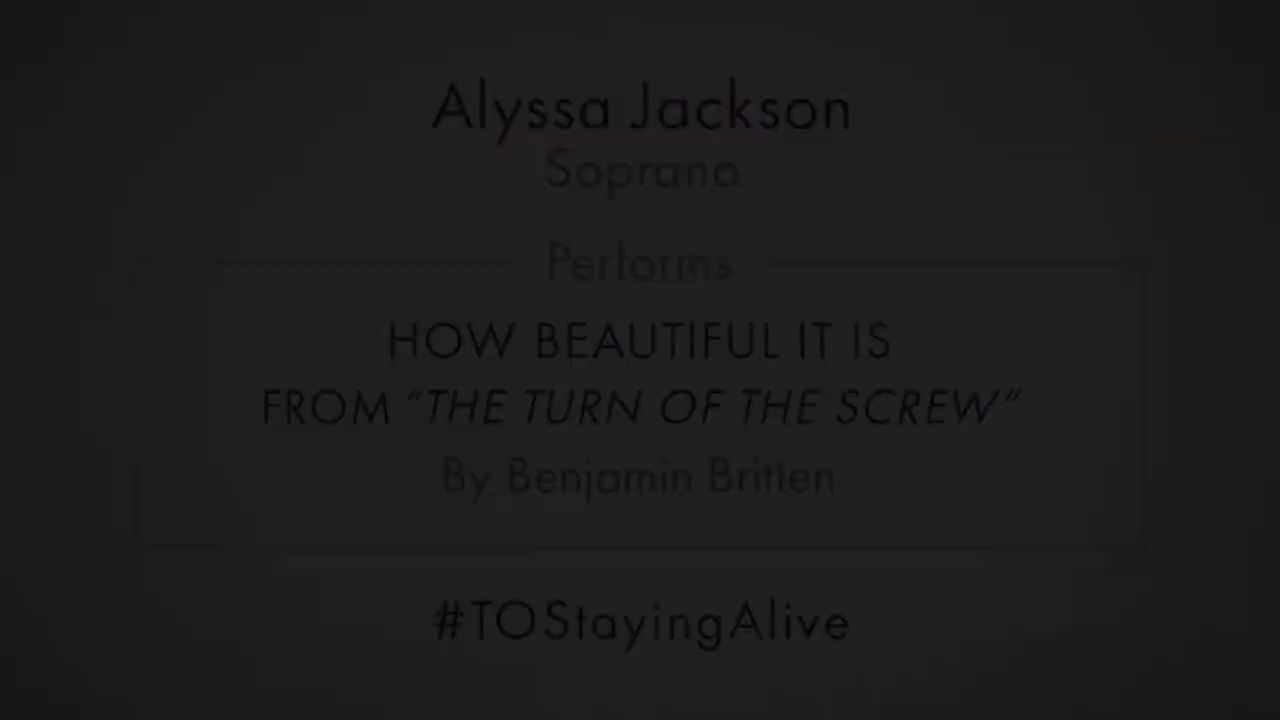 Alyssa Jackson
Soprano
Performs
HOW BEAUTIFUL IT IS
FROM “THE TURN OF THE SCREW”
By Benjamin Britten
#TOStayingAlive